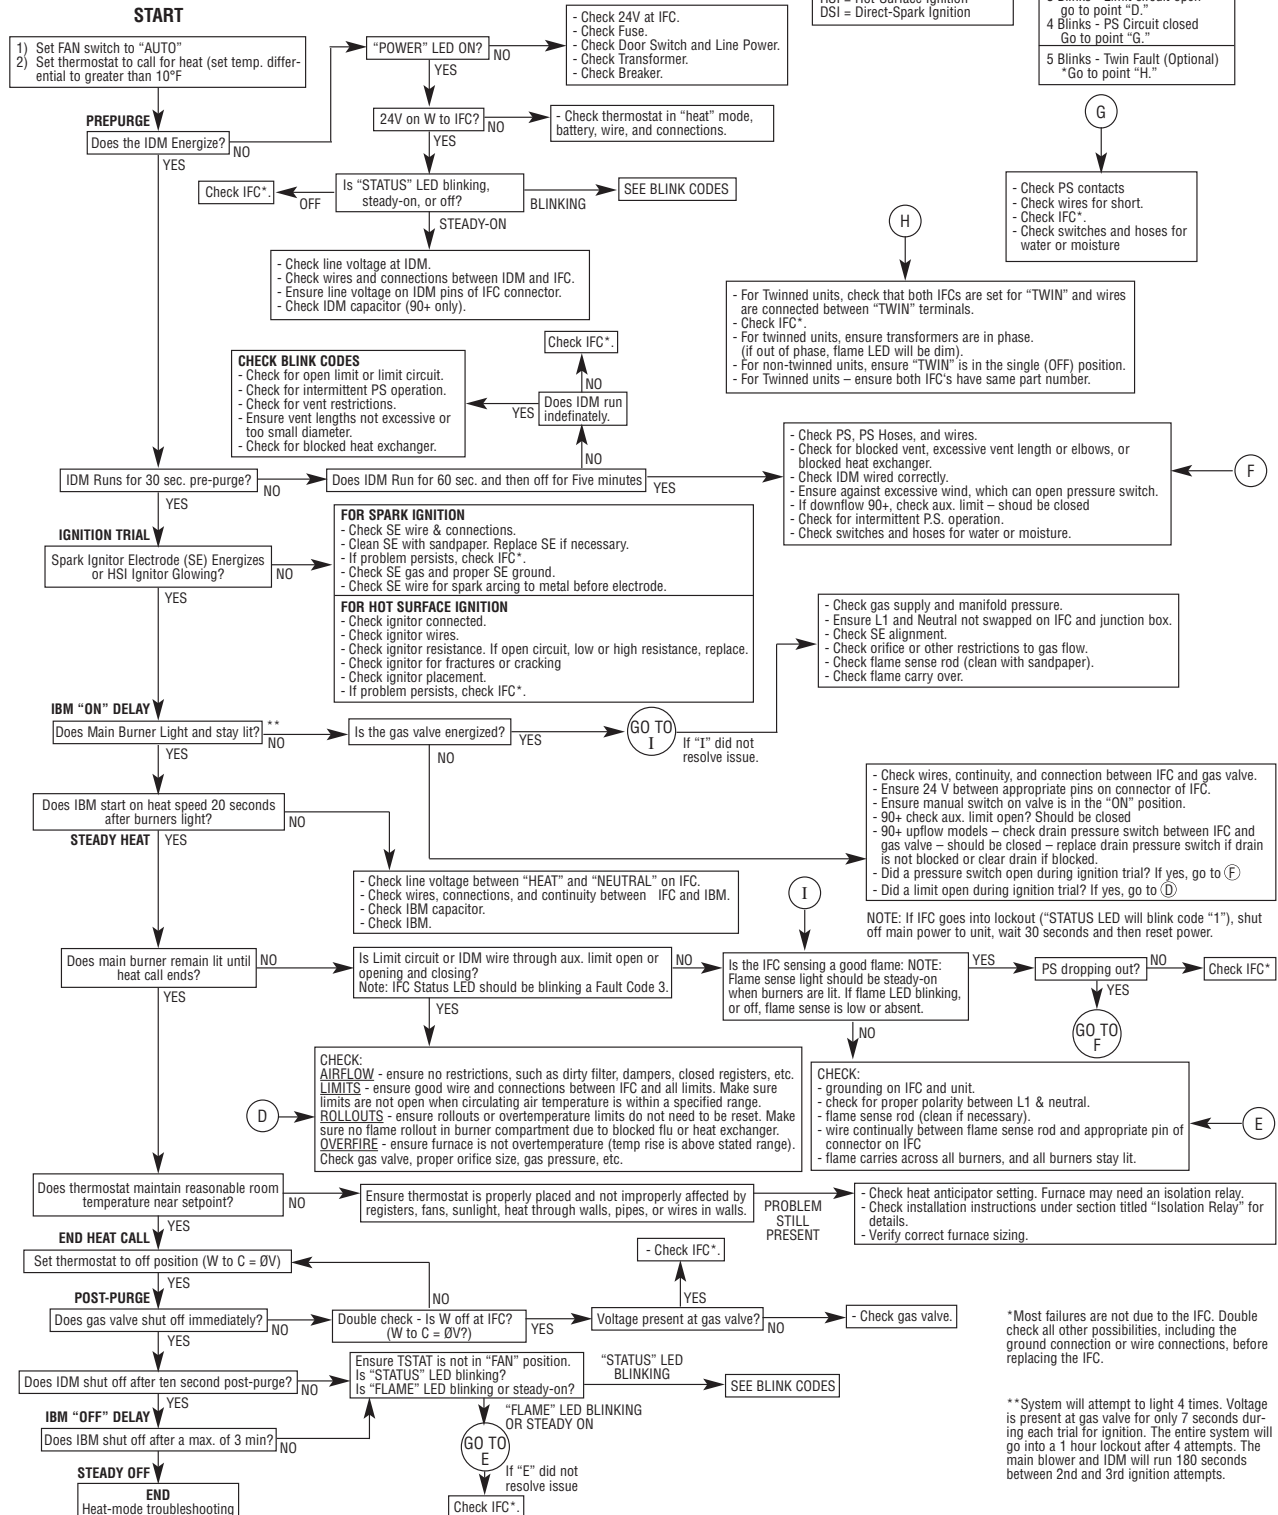 START
1) Set FAN switch to “AUTO”
2) Set thermostat to call for heat (set temp. differ-
ential to greater than 10°F
“POWER” LED ON?
NO
YES
- Check 24V at IFC.
- Check Fuse.
- Check Door Switch and Line Power.
- Check Transformer.
- Check Breaker.
DSI = Direct-Spark Ignition
go to point “D.”
4 Blinks - PS Circuit closed
Go to point “G.”
5 Blinks - Twin Fault (Optional)
*Go to point “H.”
PREPURGE
Does the IDM Energize?
NO
YES
24V on W to IFC?
NO
YES
- Check thermostat in “heat” mode,
battery, wire, and connections.
G
Check IFC*.
OFF
Is “STATUS” LED blinking,
steady-on, or off?
BLINKING
STEADY-ON
SEE BLINK CODES
- Check PS contacts
- Check wires for short.
- Check IFC*.
- Check switches and hoses for
water or moisture
H
- Check line voltage at IDM.
- Check wires and connections between IDM and IFC.
- Ensure line voltage on IDM pins of IFC connector.
- Check IDM capacitor (90+ only).
- For Twinned units, check that both IFCs are set for “TWIN” and wires
are connected between “TWIN” terminals.
- Check IFC*.
- For twinned units, ensure transformers are in phase.
(if out of phase, flame LED will be dim).
- For non-twinned units, ensure “TWIN” is in the single (OFF) position.
- For Twinned units – ensure both IFC‘s have same part number.
Check IFC*.
NO
CHECK BLINK CODES
- Check for open limit or limit circuit.
- Check for intermittent PS operation.
- Check for vent restrictions.
- Ensure vent lengths not excessive or
too small diameter.
- Check for blocked heat exchanger.
YES
Does IDM run
indefinately.
NO
IDM Runs for 30 sec. pre-purge?
NO
YES
Does IDM Run for 60 sec. and then off for Five minutes
YES
- Check PS, PS Hoses, and wires.
- Check for blocked vent, excessive vent length or elbows, or
blocked heat exchanger.
- Check IDM wired correctly.
- Ensure against excessive wind, which can open pressure switch.
- If downflow 90+, check aux. limit – shoud be closed
- Check for intermittent P.S. operation.
- Check switches and hoses for water or moisture.
F
IGNITION TRIAL
Spark Ignitor Electrode (SE) Energizes
or HSI Ignitor Glowing?
NO
YES
FOR SPARK IGNITION
- Check SE wire & connections.
- Clean SE with sandpaper. Replace SE if necessary.
- If problem persists, check IFC*.
- Check SE gas and proper SE ground.
- Check SE wire for spark arcing to metal before electrode.
FOR HOT SURFACE IGNITION
- Check ignitor connected.
- Check ignitor wires.
- Check ignitor resistance. If open circuit, low or high resistance, replace.
- Check ignitor for fractures or cracking
- Check ignitor placement.
- If problem persists, check IFC*.
- Check gas supply and manifold pressure.
- Ensure L1 and Neutral not swapped on IFC and junction box.
- Check SE alignment.
- Check orifice or other restrictions to gas flow.
- Check flame sense rod (clean with sandpaper).
- Check flame carry over.
IBM “ON” DELAY
Does Main Burner Light and stay lit?
**
NO
YES
Is the gas valve energized?
YES
NO
GO TO
I
If “I” did not
resolve issue.
- Check wires, continuity, and connection between IFC and gas valve.
- Ensure 24 V between appropriate pins on connector of IFC.
- Ensure manual switch on valve is in the “ON” position.
- 90+ check aux. limit open? Should be closed
- 90+ upflow models – check drain pressure switch between IFC and
gas valve – should be closed – replace drain pressure switch if drain
is not blocked or clear drain if blocked.
- Did a pressure switch open during ignition trial? If yes, go to Ⓕ
- Did a limit open during ignition trial? If yes, go to Ⓓ
Does IBM start on heat speed 20 seconds
after burners light?
NO
STEADY HEAT
YES
- Check line voltage between “HEAT” and “NEUTRAL” on IFC.
- Check wires, connections, and continuity between IFC and IBM.
- Check IBM capacitor.
- Check IBM.
I
NOTE: If IFC goes into lockout (“STATUS LED will blink code “1”), shut
off main power to unit, wait 30 seconds and then reset power.
Does main burner remain lit until
heat call ends?
NO
YES
Is Limit circuit or IDM wire through aux. limit open or
opening and closing?
Note: IFC Status LED should be blinking a Fault Code 3.
NO
YES
Is the IFC sensing a good flame: NOTE:
Flame sense light should be steady-on
when burners are lit. If flame LED blinking,
or off, flame sense is low or absent.
YES
NO
PS dropping out?
NO
YES
Check IFC*
GO TO
F
D
CHECK:
AIRFLOW - ensure no restrictions, such as dirty filter, dampers, closed registers, etc.
LIMITS - ensure good wire and connections between IFC and all limits. Make sure
limits are not open when circulating air temperature is within a specified range.
ROLLOUTS - ensure rollouts or overtemperature limits do not need to be reset. Make
sure no flame rollout in burner compartment due to blocked flu or heat exchanger.
OVERFIRE - ensure furnace is not overtemperature (temp rise is above stated range).
Check gas valve, proper orifice size, gas pressure, etc.
CHECK:
- grounding on IFC and unit.
- check for proper polarity between L1 & neutral.
- flame sense rod (clean if necessary).
- wire continually between flame sense rod and appropriate pin of
connector on IFC
- flame carries across all burners, and all burners stay lit.
E
Does thermostat maintain reasonable room
temperature near setpoint?
NO
YES
Ensure thermostat is properly placed and not improperly affected by
registers, fans, sunlight, heat through walls, pipes, or wires in walls.
PROBLEM
STILL
PRESENT
- Check heat anticipator setting. Furnace may need an isolation relay.
- Check installation instructions under section titled “Isolation Relay” for
details.
- Verify correct furnace sizing.
END HEAT CALL
Set thermostat to off position (W to C = ØV)
YES
- Check IFC*.
POST-PURGE
Does gas valve shut off immediately?
NO
YES
NO
Double check - Is W off at IFC?
(W to C = ØV?)
YES
YES
Voltage present at gas valve?
NO
- Check gas valve.
*Most failures are not due to the IFC. Double
check all other possibilities, including the
ground connection or wire connections, before
replacing the IFC.
Does IDM shut off after ten second post-purge?
NO
YES
Ensure TSTAT is not in “FAN” position.
Is “STATUS” LED blinking?
Is “FLAME” LED blinking or steady-on?
“STATUS” LED
BLINKING
SEE BLINK CODES
“FLAME” LED BLINKING
OR STEADY ON
IBM “OFF” DELAY
Does IBM shut off after a max. of 3 min?
NO
GO TO
E
If “E” did not
resolve issue
Check IFC*.
**System will attempt to light 4 times. Voltage
is present at gas valve for only 7 seconds dur-
ing each trial for ignition. The entire system will
go into a 1 hour lockout after 4 attempts. The
main blower and IDM will run 180 seconds
between 2nd and 3rd ignition attempts.
STEADY OFF
END
Heat-mode troubleshooting